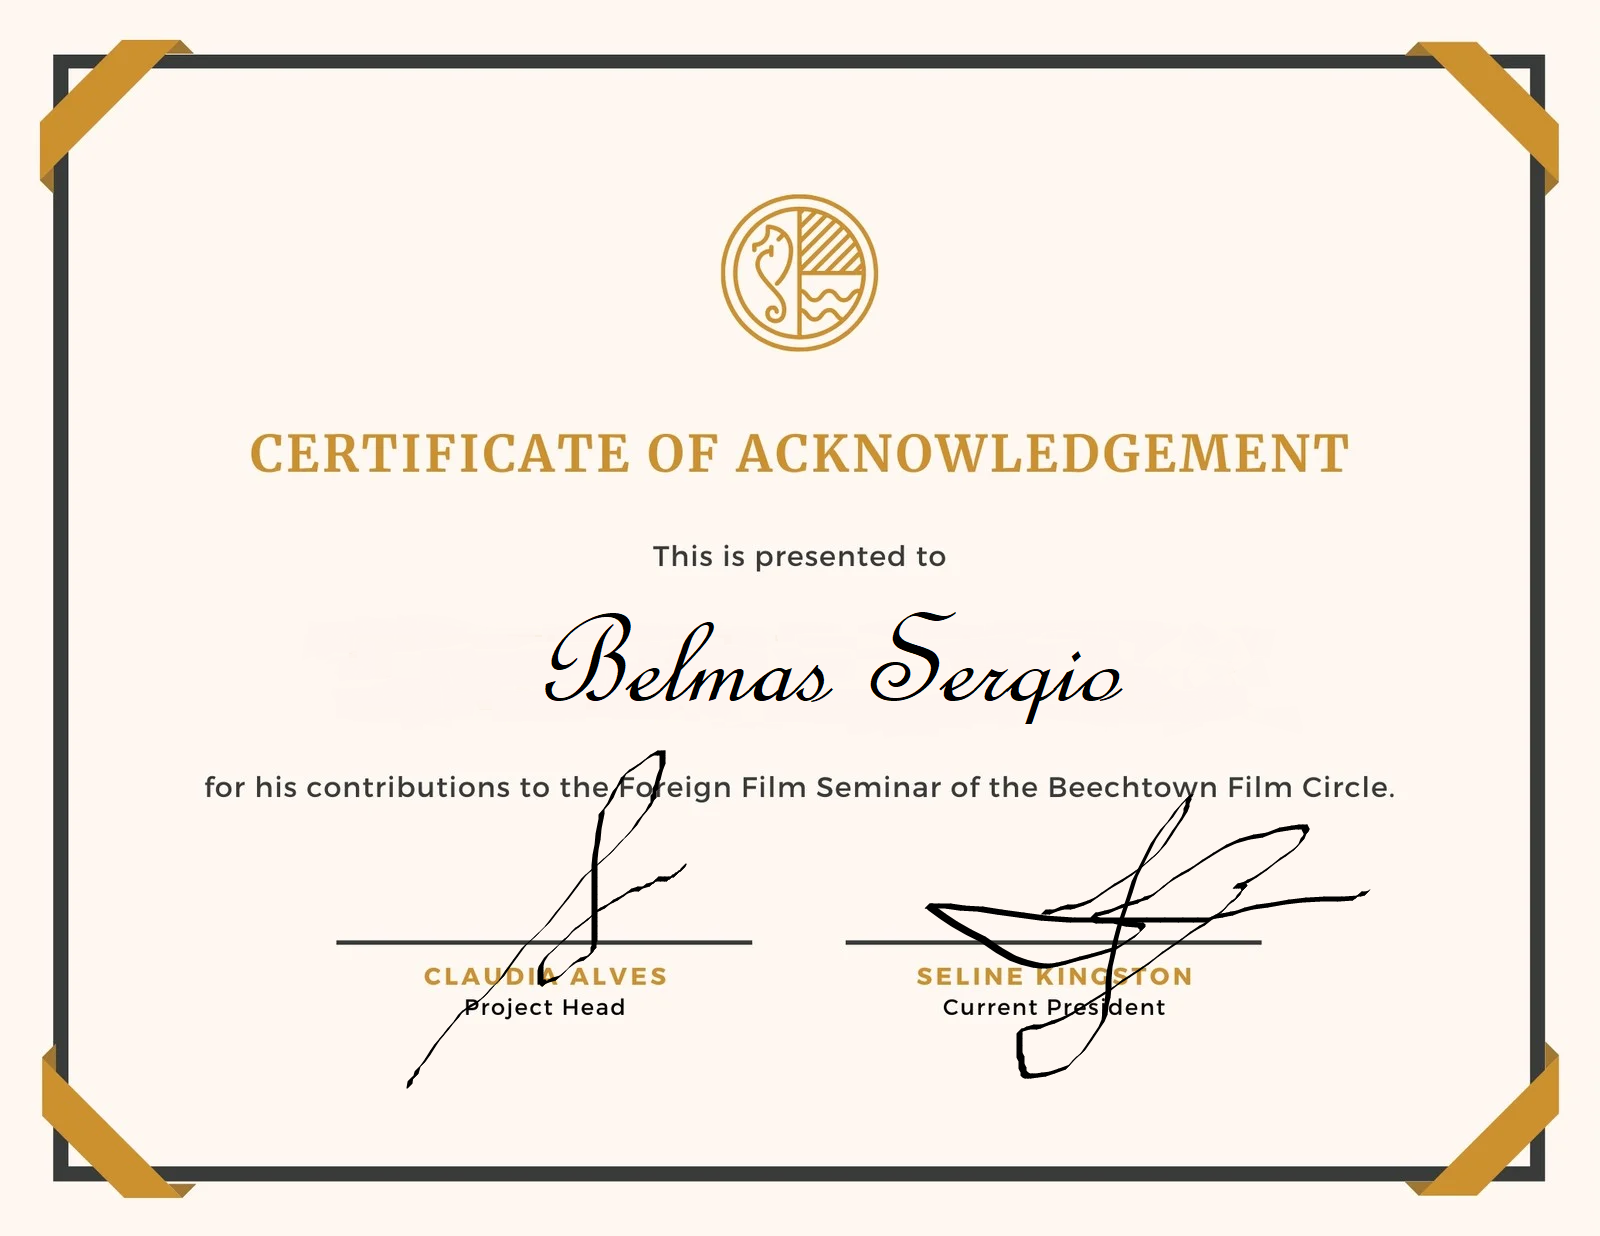 CERTIFICATE OF ACKNOWLEDGEMENT
This is presented to
Belmas Sergio
for his contributions to the Foreign Film Seminar of the Beechtown Film Circle.
CLAUDIA ALVES
Project Head
SELINE KINGSTON
Current President